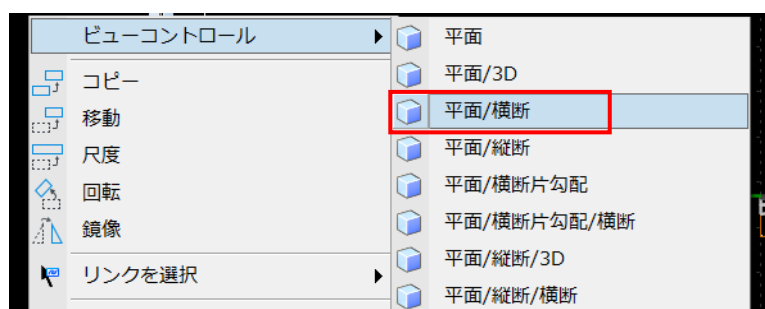 ビューコントロール
コピー
移動
尺度
回転
鏡像
リンクを選択
平面
平面/3D
平面/横断
平面/縦断
平面/横断片勾配
平面/横断片勾配/横断
平面/縦断/3D
平面/縦断/横断